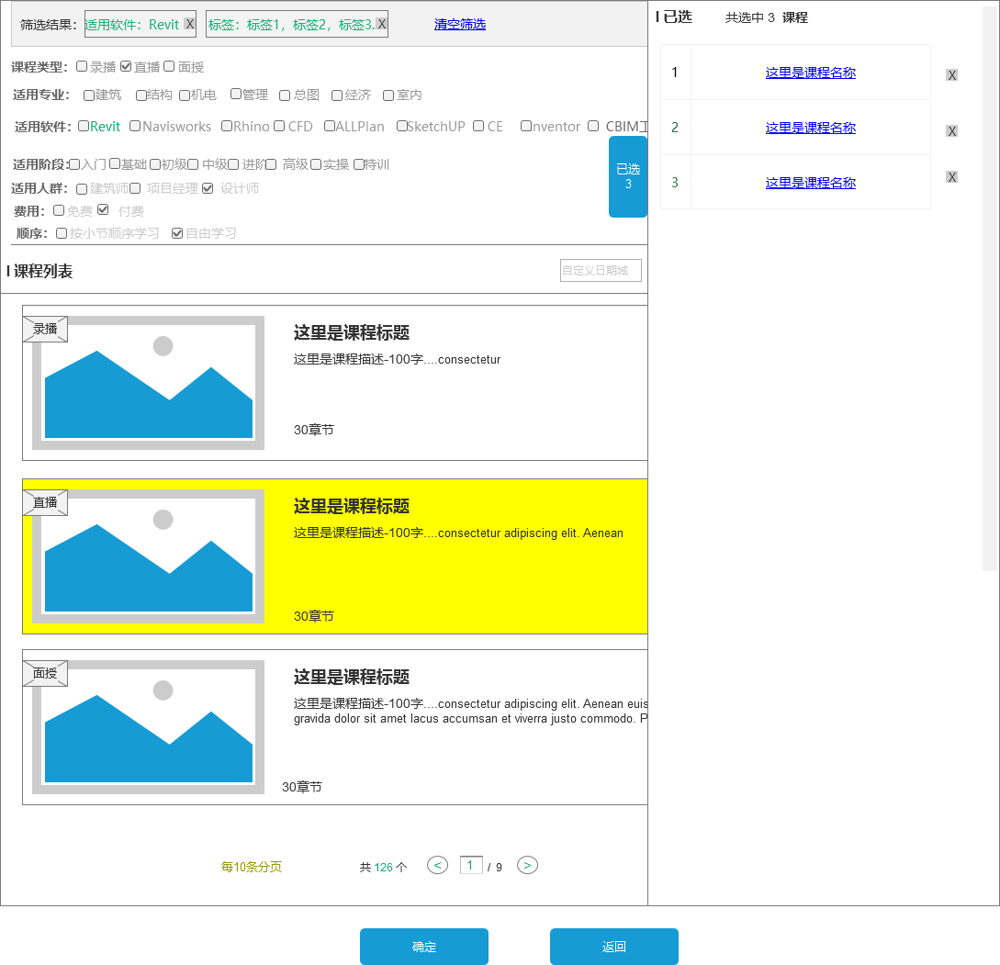 筛选结果： 适用软件：Revit X 标签：标签1，标签2，标签3.. X 清空筛选
课程类型： 录播 直播 面授
适用专业： 建筑 结构 机电 管理 总图 经济 室内
适用软件： Revit Navisworks Rhino CFD ALLPlan SketchUP CE Inventor CBIM工
适用阶段： 入门 基础 初级 中级 进阶 高级 实操 特训
适用人群： 建筑师 项目经理 设计师
费用： 免费 付费
顺序： 按小节顺序学习 自由学习
已选
3
I 课程列表 自定义日期域
录播
这里是课程标题
这里是课程描述-100字....consectetur
30章节
直播
这里是课程标题
这里是课程描述-100字....consectetur adipiscing elit. Aenean
30章节
面授
这里是课程标题
这里是课程描述-100字....consectetur adipiscing elit. Aenean euis
gravida dolor sit amet lacus accumsan et viverra justo commodo. P
30章节
每10条分页 共 126 个 < 1 / 9 >
I 已选 共选中 3 课程
1 这里是课程名称 X
2 这里是课程名称 X
3 这里是课程名称 X
确定 返回